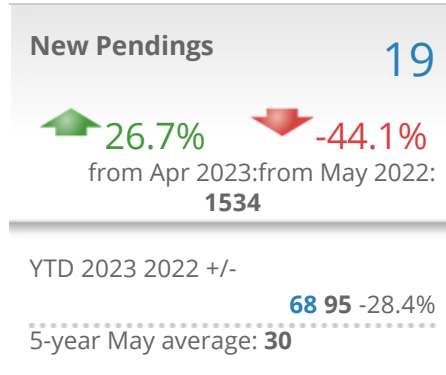 New Pendings
19
26.7% -44.1%
from Apr 2023:from May 2022:
1534
YTD 2023 2022 +/-
68 95 -28.4%
5-year May average: 30